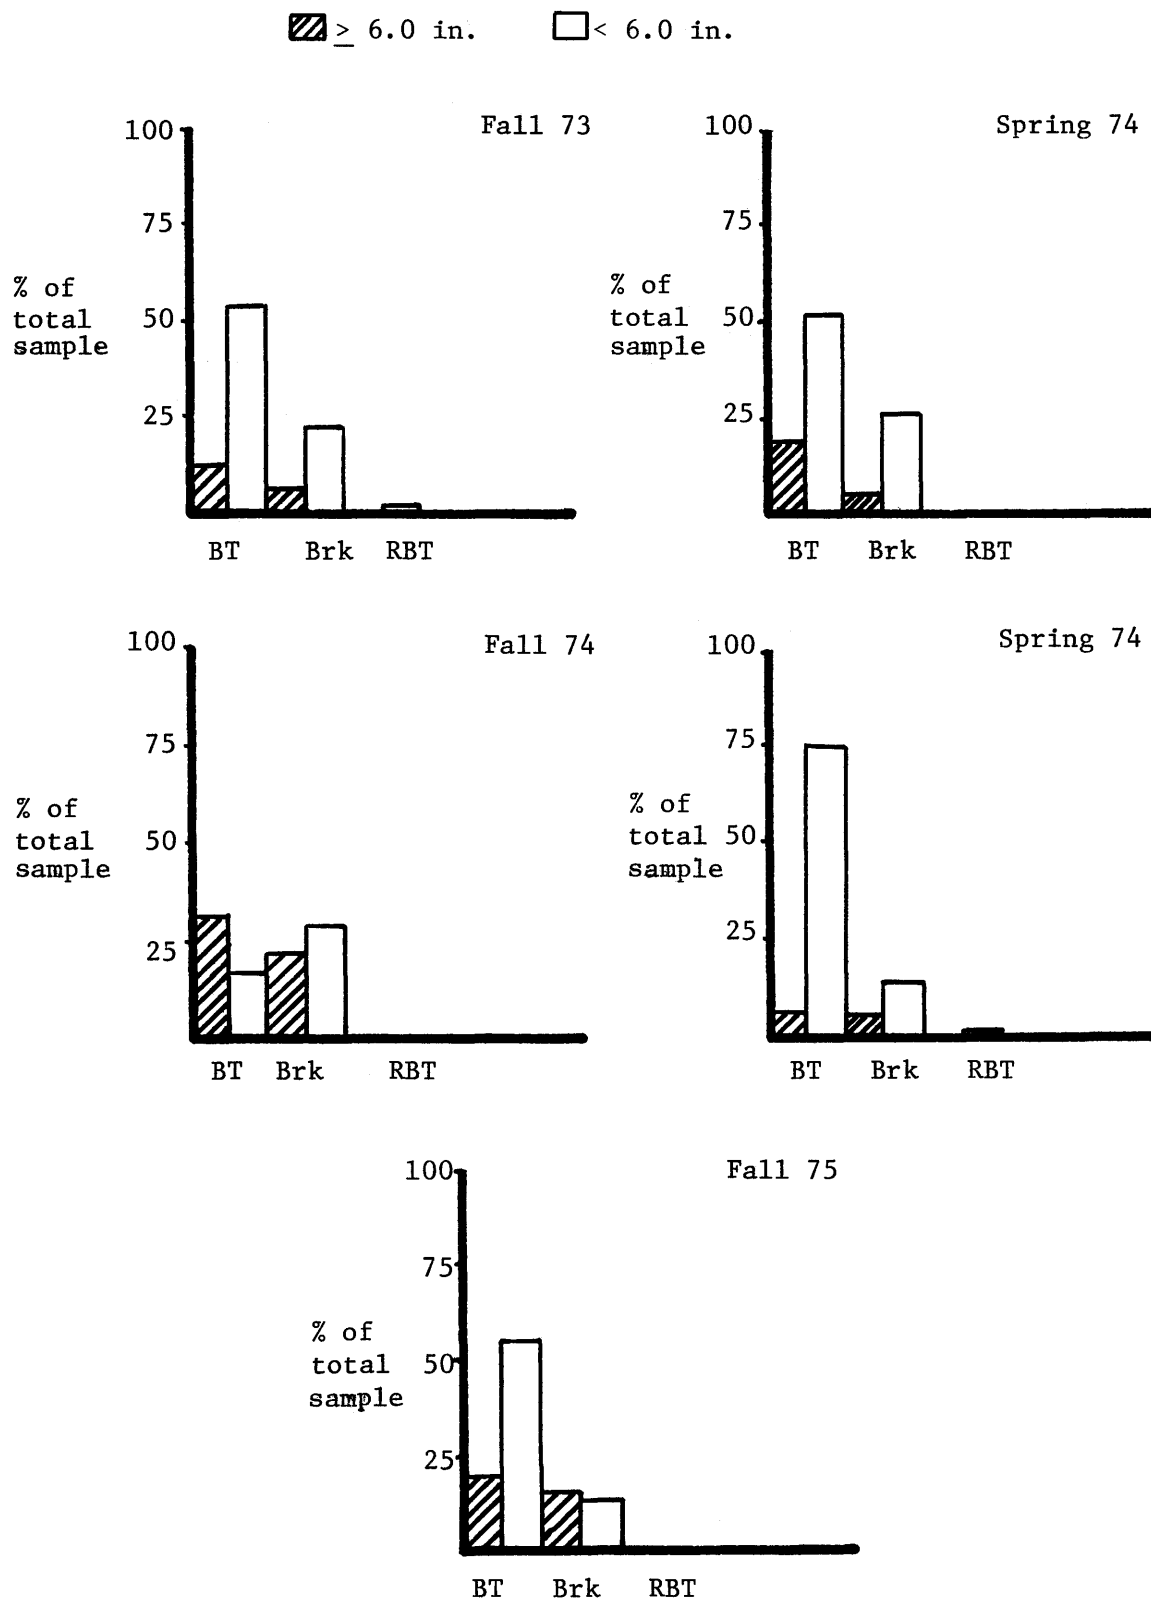 ≥ 6.0 in. < 6.0 in.
Fall 73
100
75
50
25
% of
total
sample
BT Brk RBT
Spring 74
100
75
50
25
% of
total
sample
BT Brk RBT
Fall 74
100
75
50
25
% of
total
sample
BT Brk RBT
Spring 74
100
75
50
25
% of
total
sample
BT Brk RBT
Fall 75
100
75
50
25
% of
total
sample
BT Brk RBT